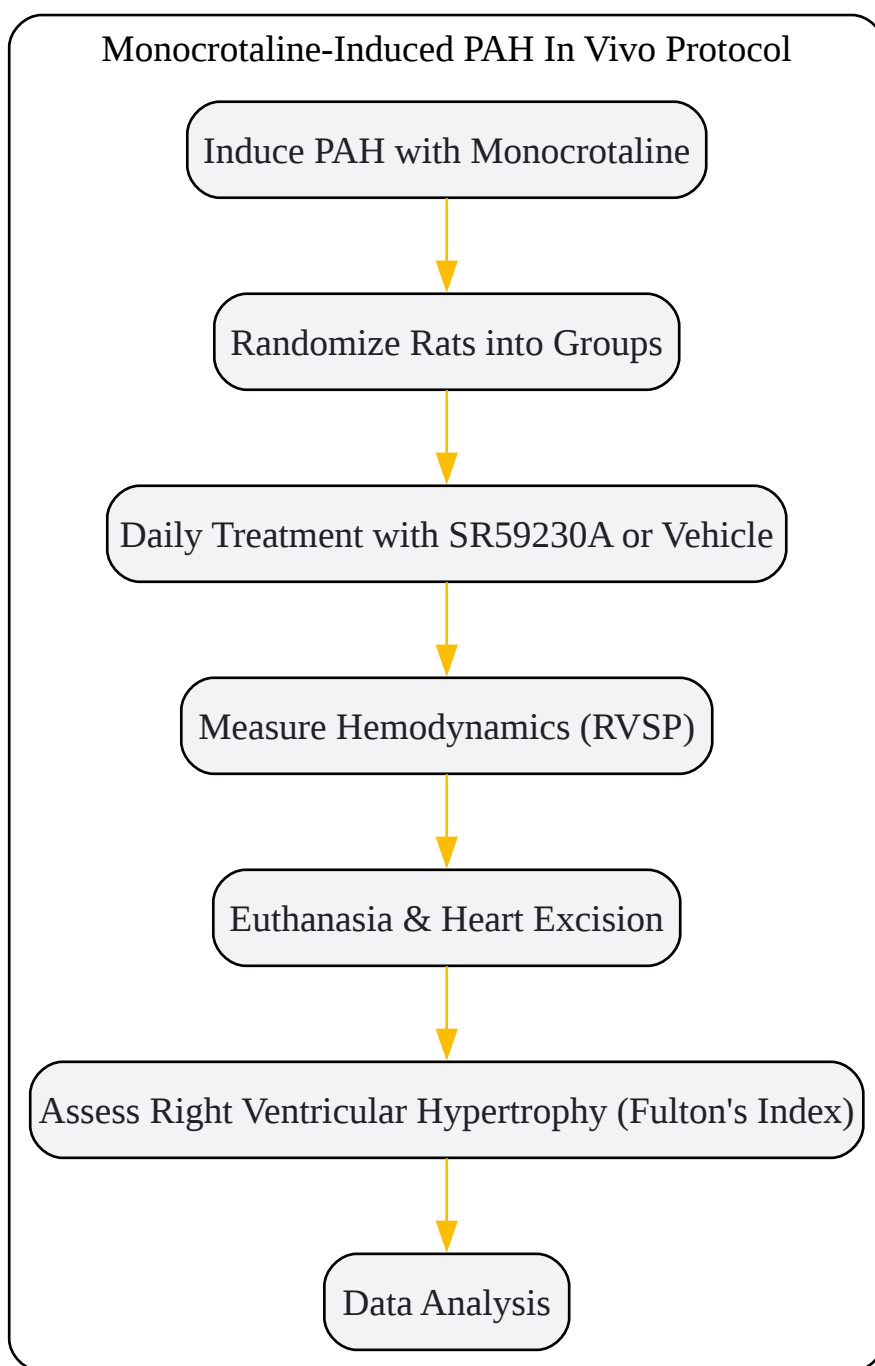 Monocrotaline-Induced PAH In Vivo Protocol
Induce PAH with Monocrotaline
Randomize Rats into Groups
Daily Treatment with SR59230A or Vehicle
Measure Hemodynamics (RVSP)
Euthanasia & Heart Excision
Assess Right Ventricular Hypertrophy (Fulton's Index)
Data Analysis